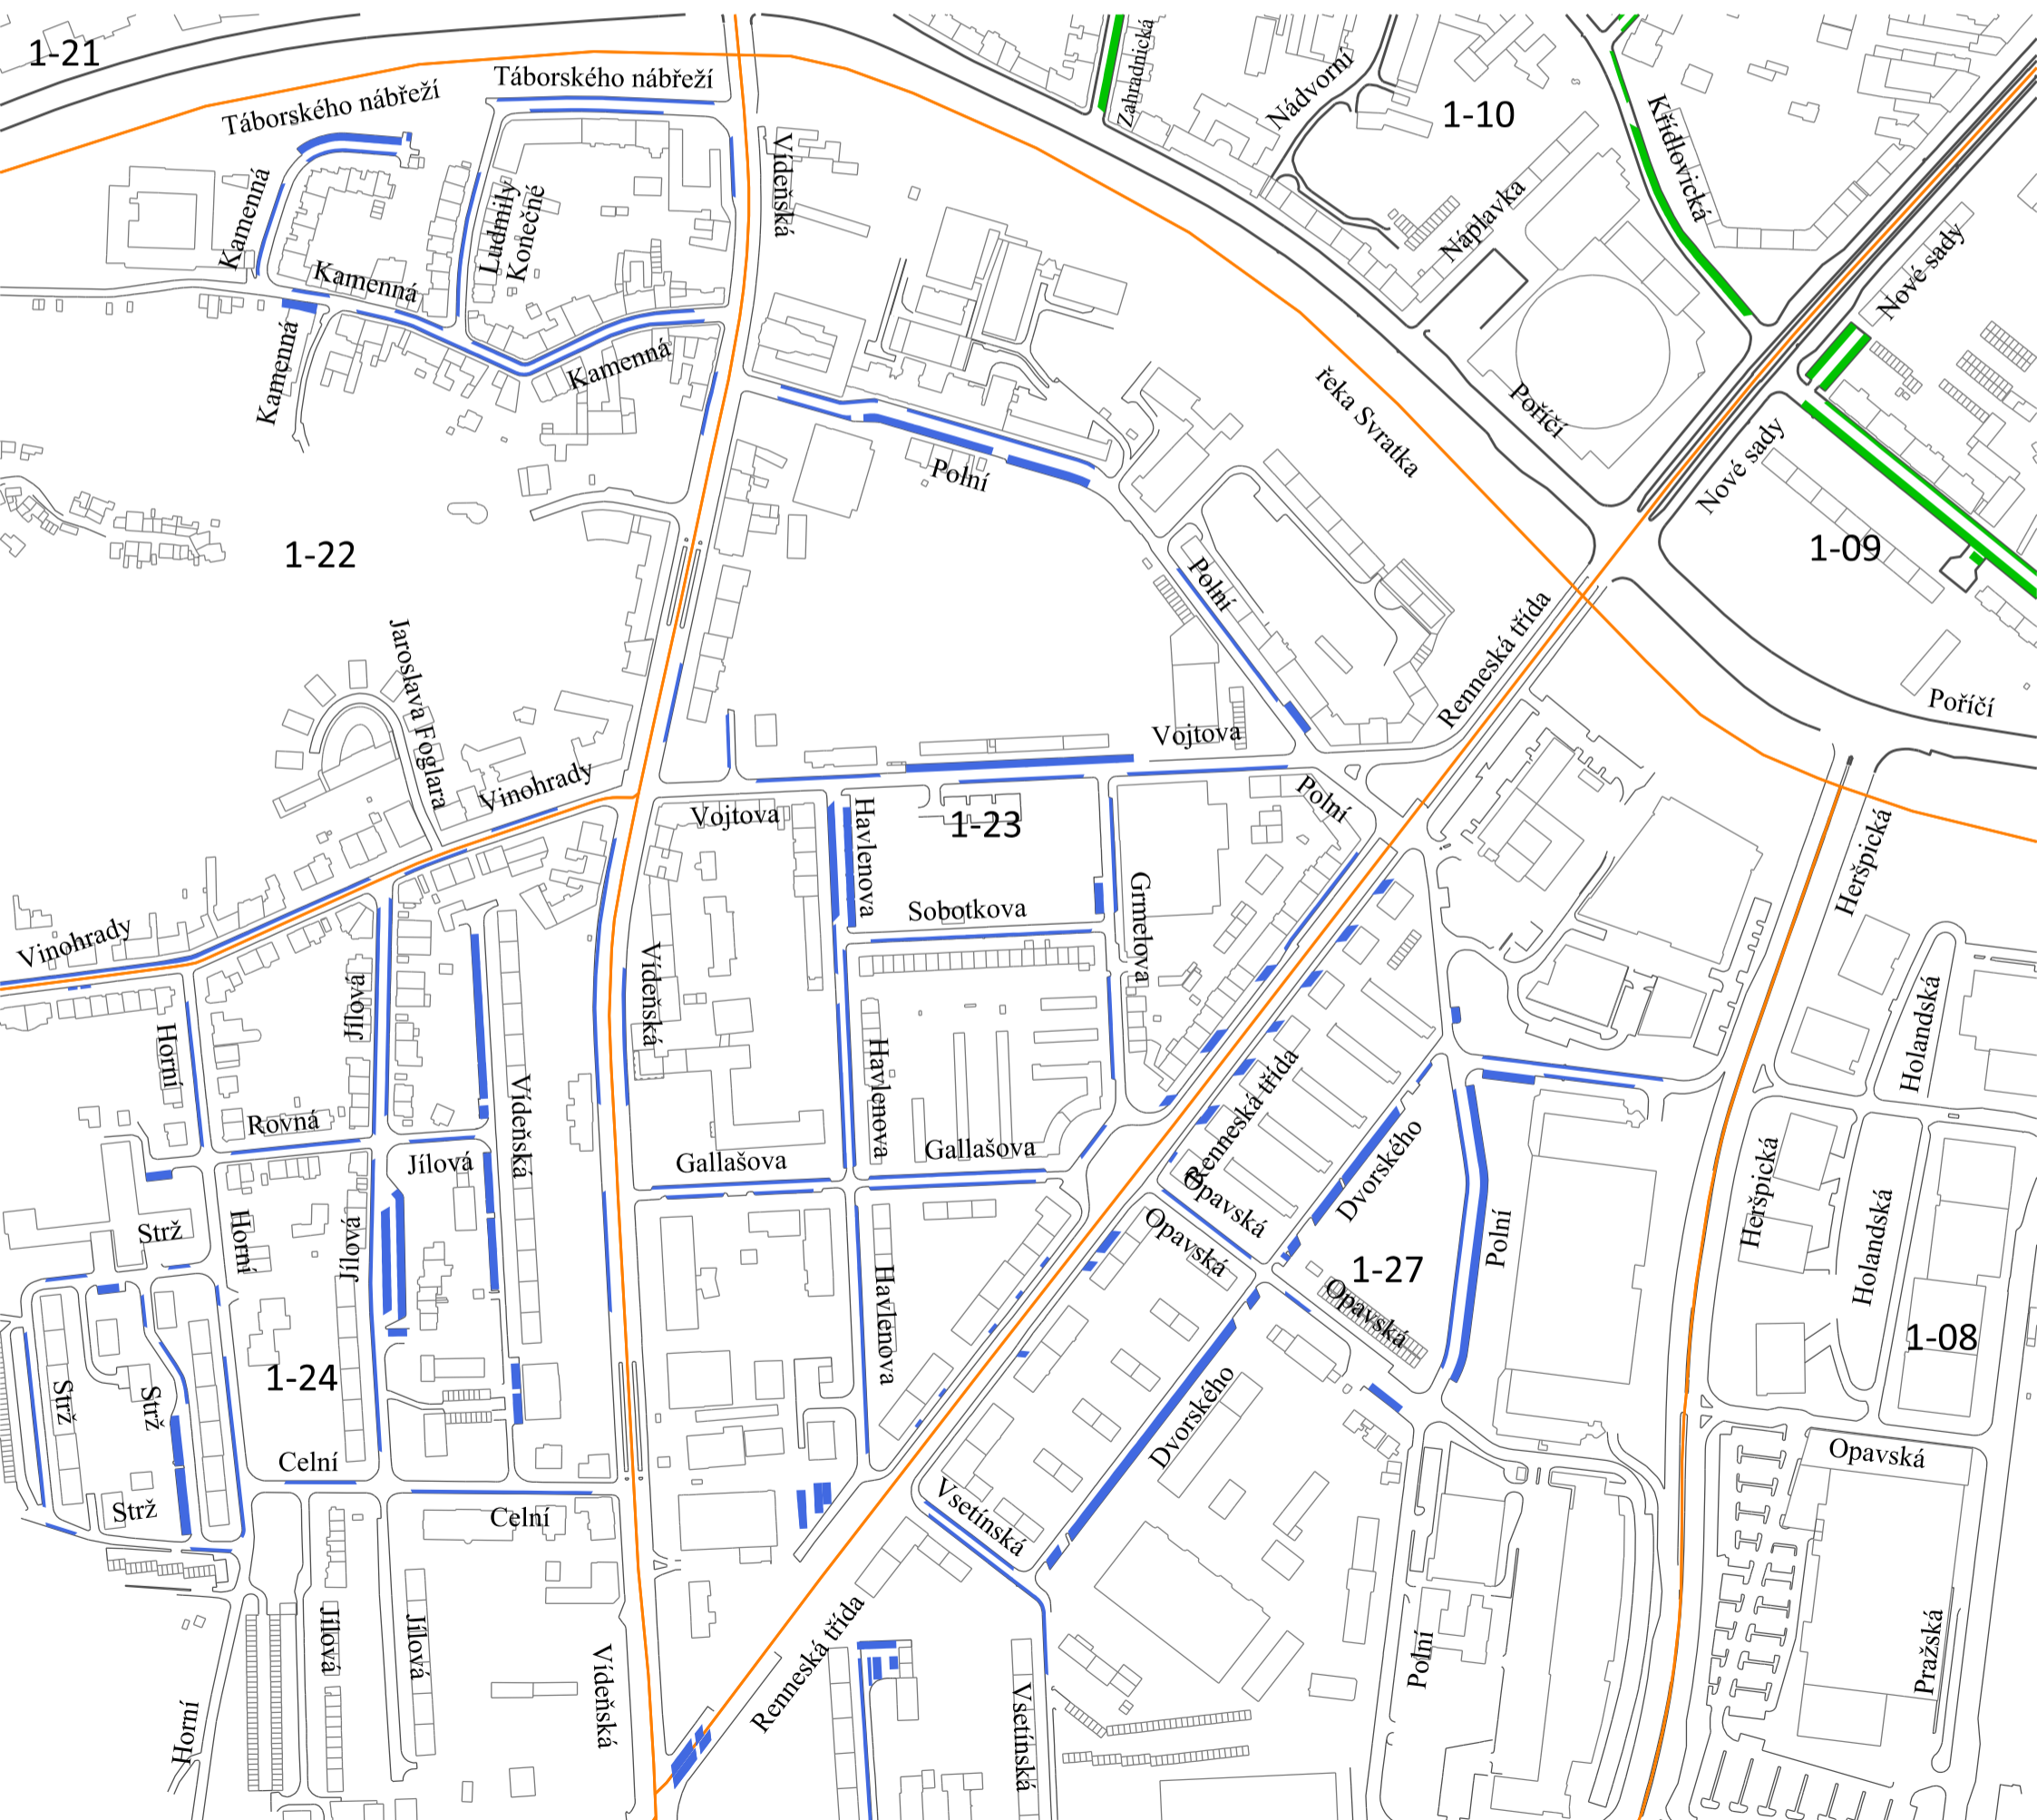 1-21
Táborského nábřeží
Táborského nábřeží
Zahradnická
Nádvorní
1-10
Křídlovická
Vídeňská
Kamenná
Ludmily
Konečné
Náplavka
Nové sady
Kamenná
Kamenná
Kamenná
řeka Svratka
Poříčí
Polní
Nové sady
1-22
1-09
Polní
Jaroslava Foglara
Renneská třída
Poříčí
Vojtova
Vinohrady
Polní
Vojtova
Havlenova
1-23
Heršpická
Sobotkova
Grmelova
Vinohrady
Vídeňská
Jílová
Holandská
Horní
Havlenova
Vídeňská
Renneská třída
Rovná
Gallašova
Gallašova
Jílová
Dvorského
Opavská
Heršpická
Strž
Horní
Jílová
Opavská
Polní
Holandská
1-27
Havlenova
Opavská
1-08
1-24
Strž
Strž
Dvorského
Celní
Opavská
Strž
Celní
Vsetínská
Jílová
Jílová
Vídeňská
Renneská třída
Polní
Pražská
Horní
Vsetínská